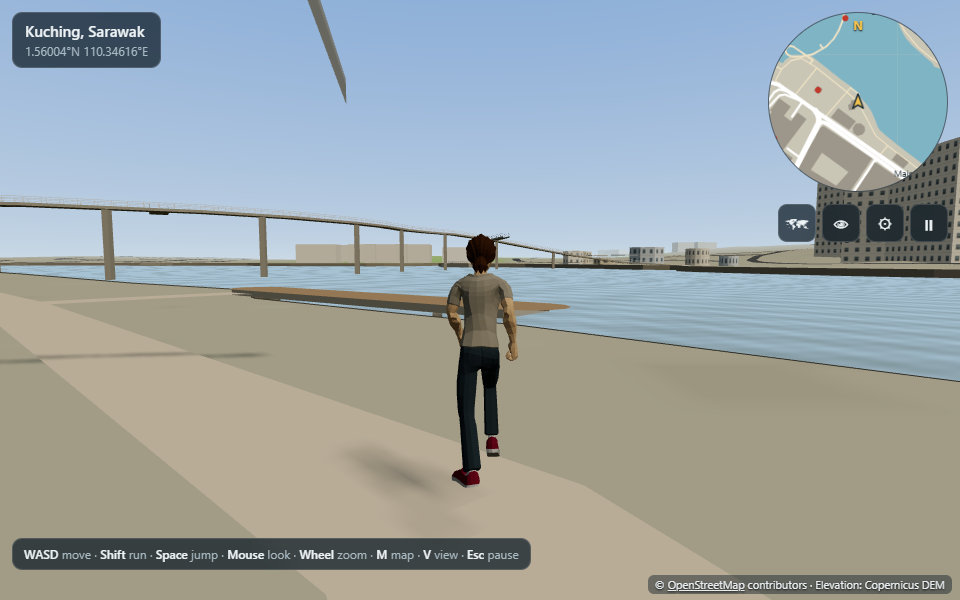 Kuching, Sarawak
1.56004°N 110.34616°E
N
WASD move · Shift run · Space jump · Mouse look · Wheel zoom · M map · V view · Esc pause
© OpenStreetMap contributors · Elevation: Copernicus DEM